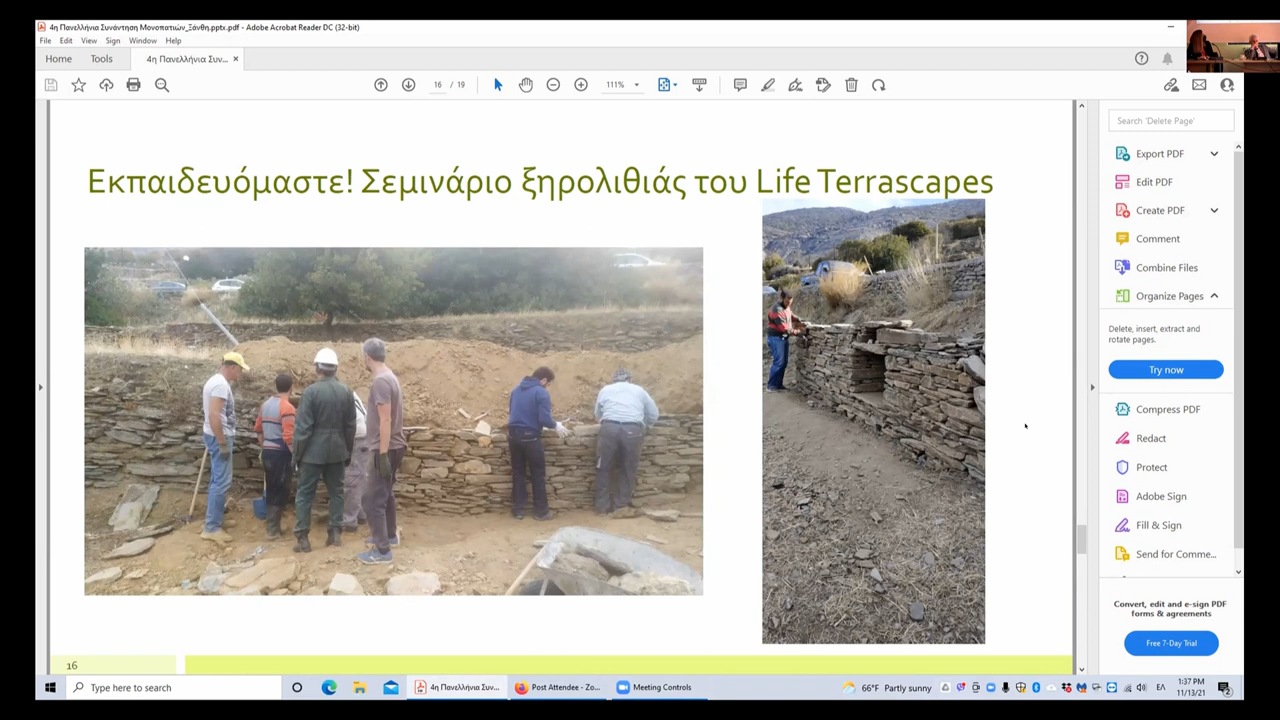 4η Πανελλήνια Συνάντηση Μονοπατιών_Ξάνθη.pptx.pdf - Adobe Acrobat Reader DC (32-bit)
File Edit View Sign Window Help
Home Tools 4η Πανελλήνια Συν... ×
16 / 19 111%
Search 'Delete Page'
Εκπαιδευόμαστε! Σεμινάριο ξηρολιθιάς του Life Terrascapes
Export PDF
Edit PDF
Create PDF
Comment
Combine Files
Organize Pages
Delete, insert, extract and
rotate pages.
Try now
Compress PDF
Redact
Protect
Adobe Sign
Fill & Sign
Send for Comme...
Convert, edit and e-sign PDF
forms & agreements
Free 7-Day Trial
16
Type here to search
4η Πανελλήνια Συν...
Post Attendee - Zo...
Meeting Controls
66°F Partly sunny
ΕΛ
1:37 PM
11/13/21
2